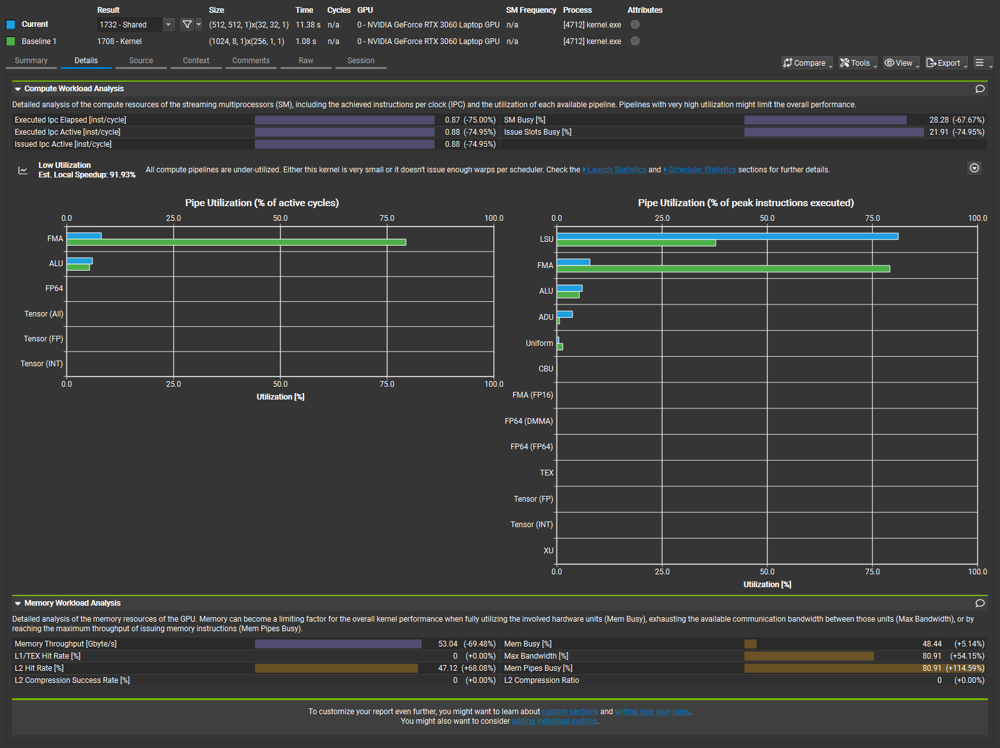 Result Size Time Cycles GPU SM Frequency Process Attributes
Current 1732 - Shared (512, 512, 1)x(32, 32, 1) 11.38 s n/a 0 - NVIDIA GeForce RTX 3060 Laptop GPU n/a [4712] kernel.exe
Baseline 1 1708 - Kernel (1024, 8, 1)x(256, 1, 1) 1.08 s n/a 0 - NVIDIA GeForce RTX 3060 Laptop GPU n/a [4712] kernel.exe
Summary Details Source Context Comments Raw Session Compare Tools View Export
Compute Workload Analysis
Detailed analysis of the compute resources of the streaming multiprocessors (SM), including the achieved instructions per clock (IPC) and the utilization of each available pipeline. Pipelines with very high utilization might limit the overall performance.
Executed Ipc Elapsed [inst/cycle] 0.87 (-75.00%) SM Busy [%] 28.28 (-67.67%)
Executed Ipc Active [inst/cycle] 0.88 (-74.95%) Issue Slots Busy [%] 21.91 (-74.95%)
Issued Ipc Active [inst/cycle] 0.88 (-74.95%)
Low Utilization
Est. Local Speedup: 91.93%
All compute pipelines are under-utilized. Either this kernel is very small or it doesn't issue enough warps per scheduler. Check the Launch Statistics and Scheduler Statistics sections for further details.
Pipe Utilization (% of active cycles)
0.0 25.0 50.0 75.0 100.0
FMA
ALU
FP64
Tensor (All)
Tensor (FP)
Tensor (INT)
0.0 25.0 50.0 75.0 100.0
Utilization [%]
Pipe Utilization (% of peak instructions executed)
0.0 25.0 50.0 75.0 100.0
LSU
FMA
ALU
ADU
Uniform
CBU
FMA (FP16)
FP64 (DMMA)
FP64 (FP64)
TEX
Tensor (FP)
Tensor (INT)
XU
0.0 25.0 50.0 75.0 100.0
Utilization [%]
Memory Workload Analysis
Detailed analysis of the memory resources of the GPU. Memory can become a limiting factor for the overall kernel performance when fully utilizing the involved hardware units (Mem Busy), exhausting the available communication bandwidth between those units (Max Bandwidth), or by
reaching the maximum throughput of issuing memory instructions (Mem Pipes Busy).
Memory Throughput [Gbyte/s] 53.04 (-69.48%) Mem Busy [%] 48.44 (+5.14%)
L1/TEX Hit Rate [%] 0 (+0.00%) Max Bandwidth [%] 80.91 (+54.15%)
L2 Hit Rate [%] 47.12 (+68.08%) Mem Pipes Busy [%] 80.91 (+114.59%)
L2 Compression Success Rate [%] 0 (+0.00%) L2 Compression Ratio 0 (+0.00%)
To customize your report even further, you might want to learn about custom sections and writing your own rules.
You might also want to consider adding individual metrics.